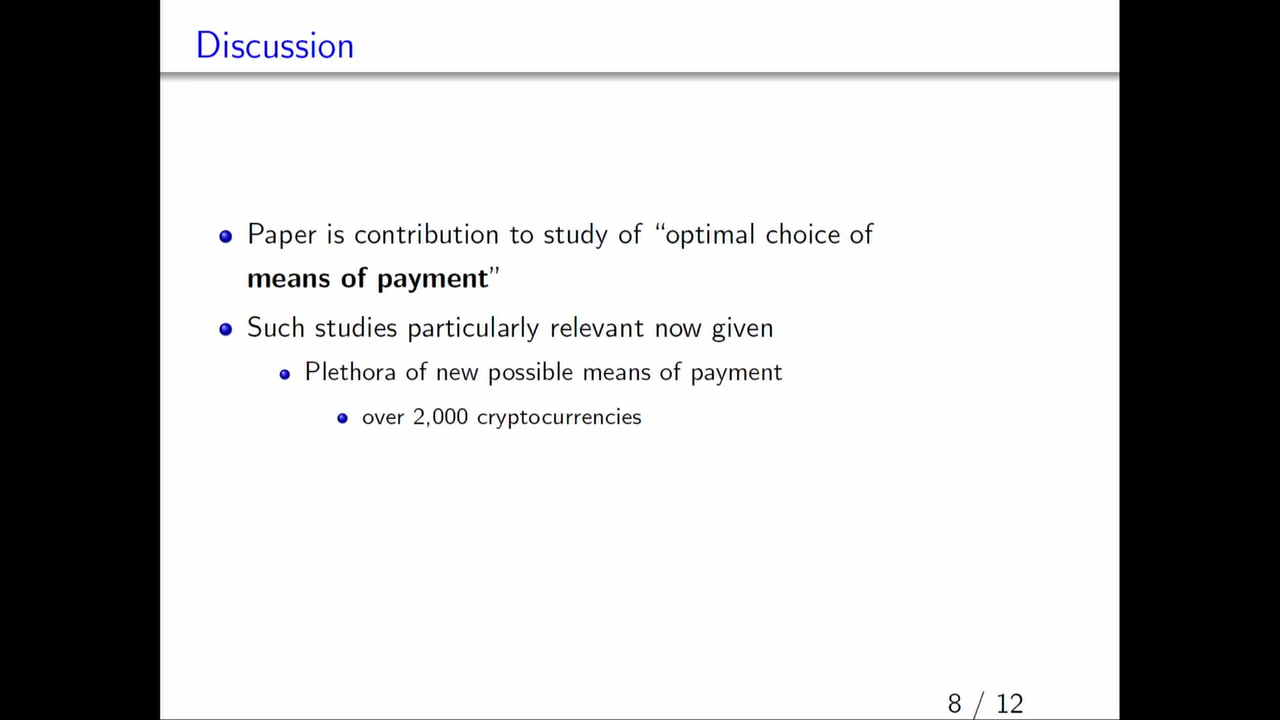 Discussion
Paper is contribution to study of “optimal choice of
means of payment”
Such studies particularly relevant now given
Plethora of new possible means of payment
over 2,000 cryptocurrencies
8 / 12